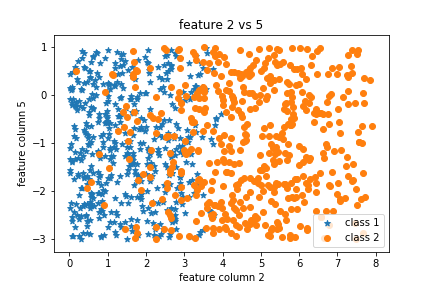 feature 2 vs 5
feature column 5
1
0
−1
−2
−3
0 1 2 3 4 5 6 7 8
feature column 2
class 1
class 2